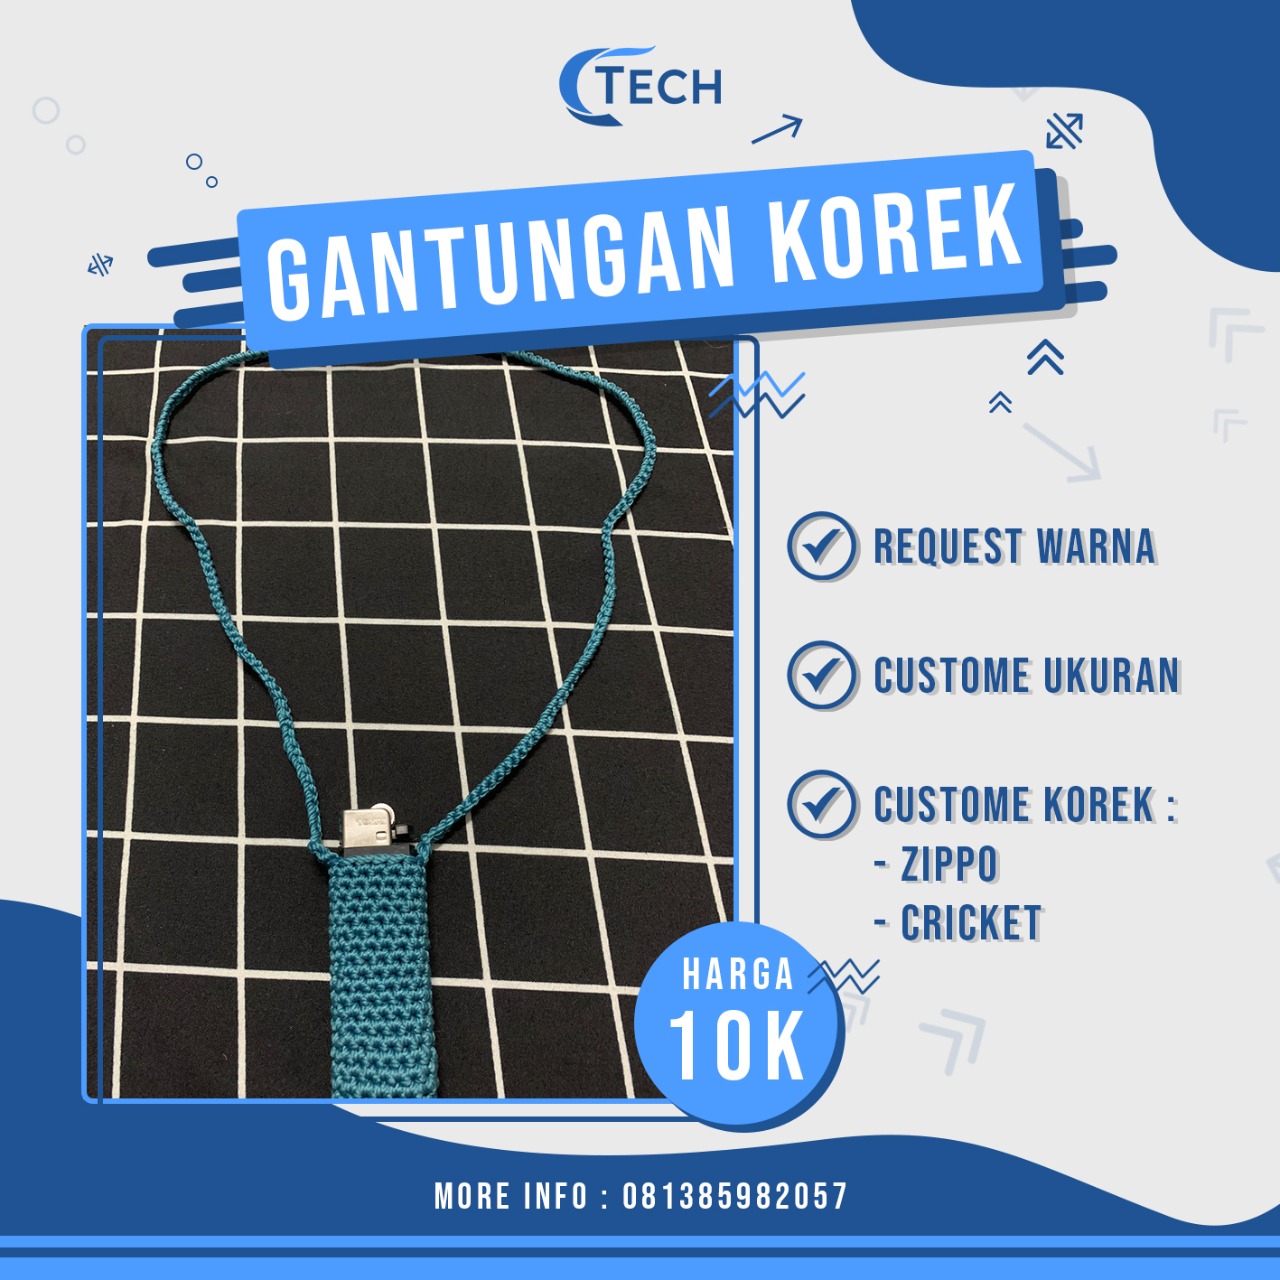 TECH
GANTUNGAN KOREK
REQUEST WARNA
CUSTOME UKURAN
CUSTOME KOREK :
- ZIPPO
- CRICKET
HARGA
10K
MORE INFO : 081385982057